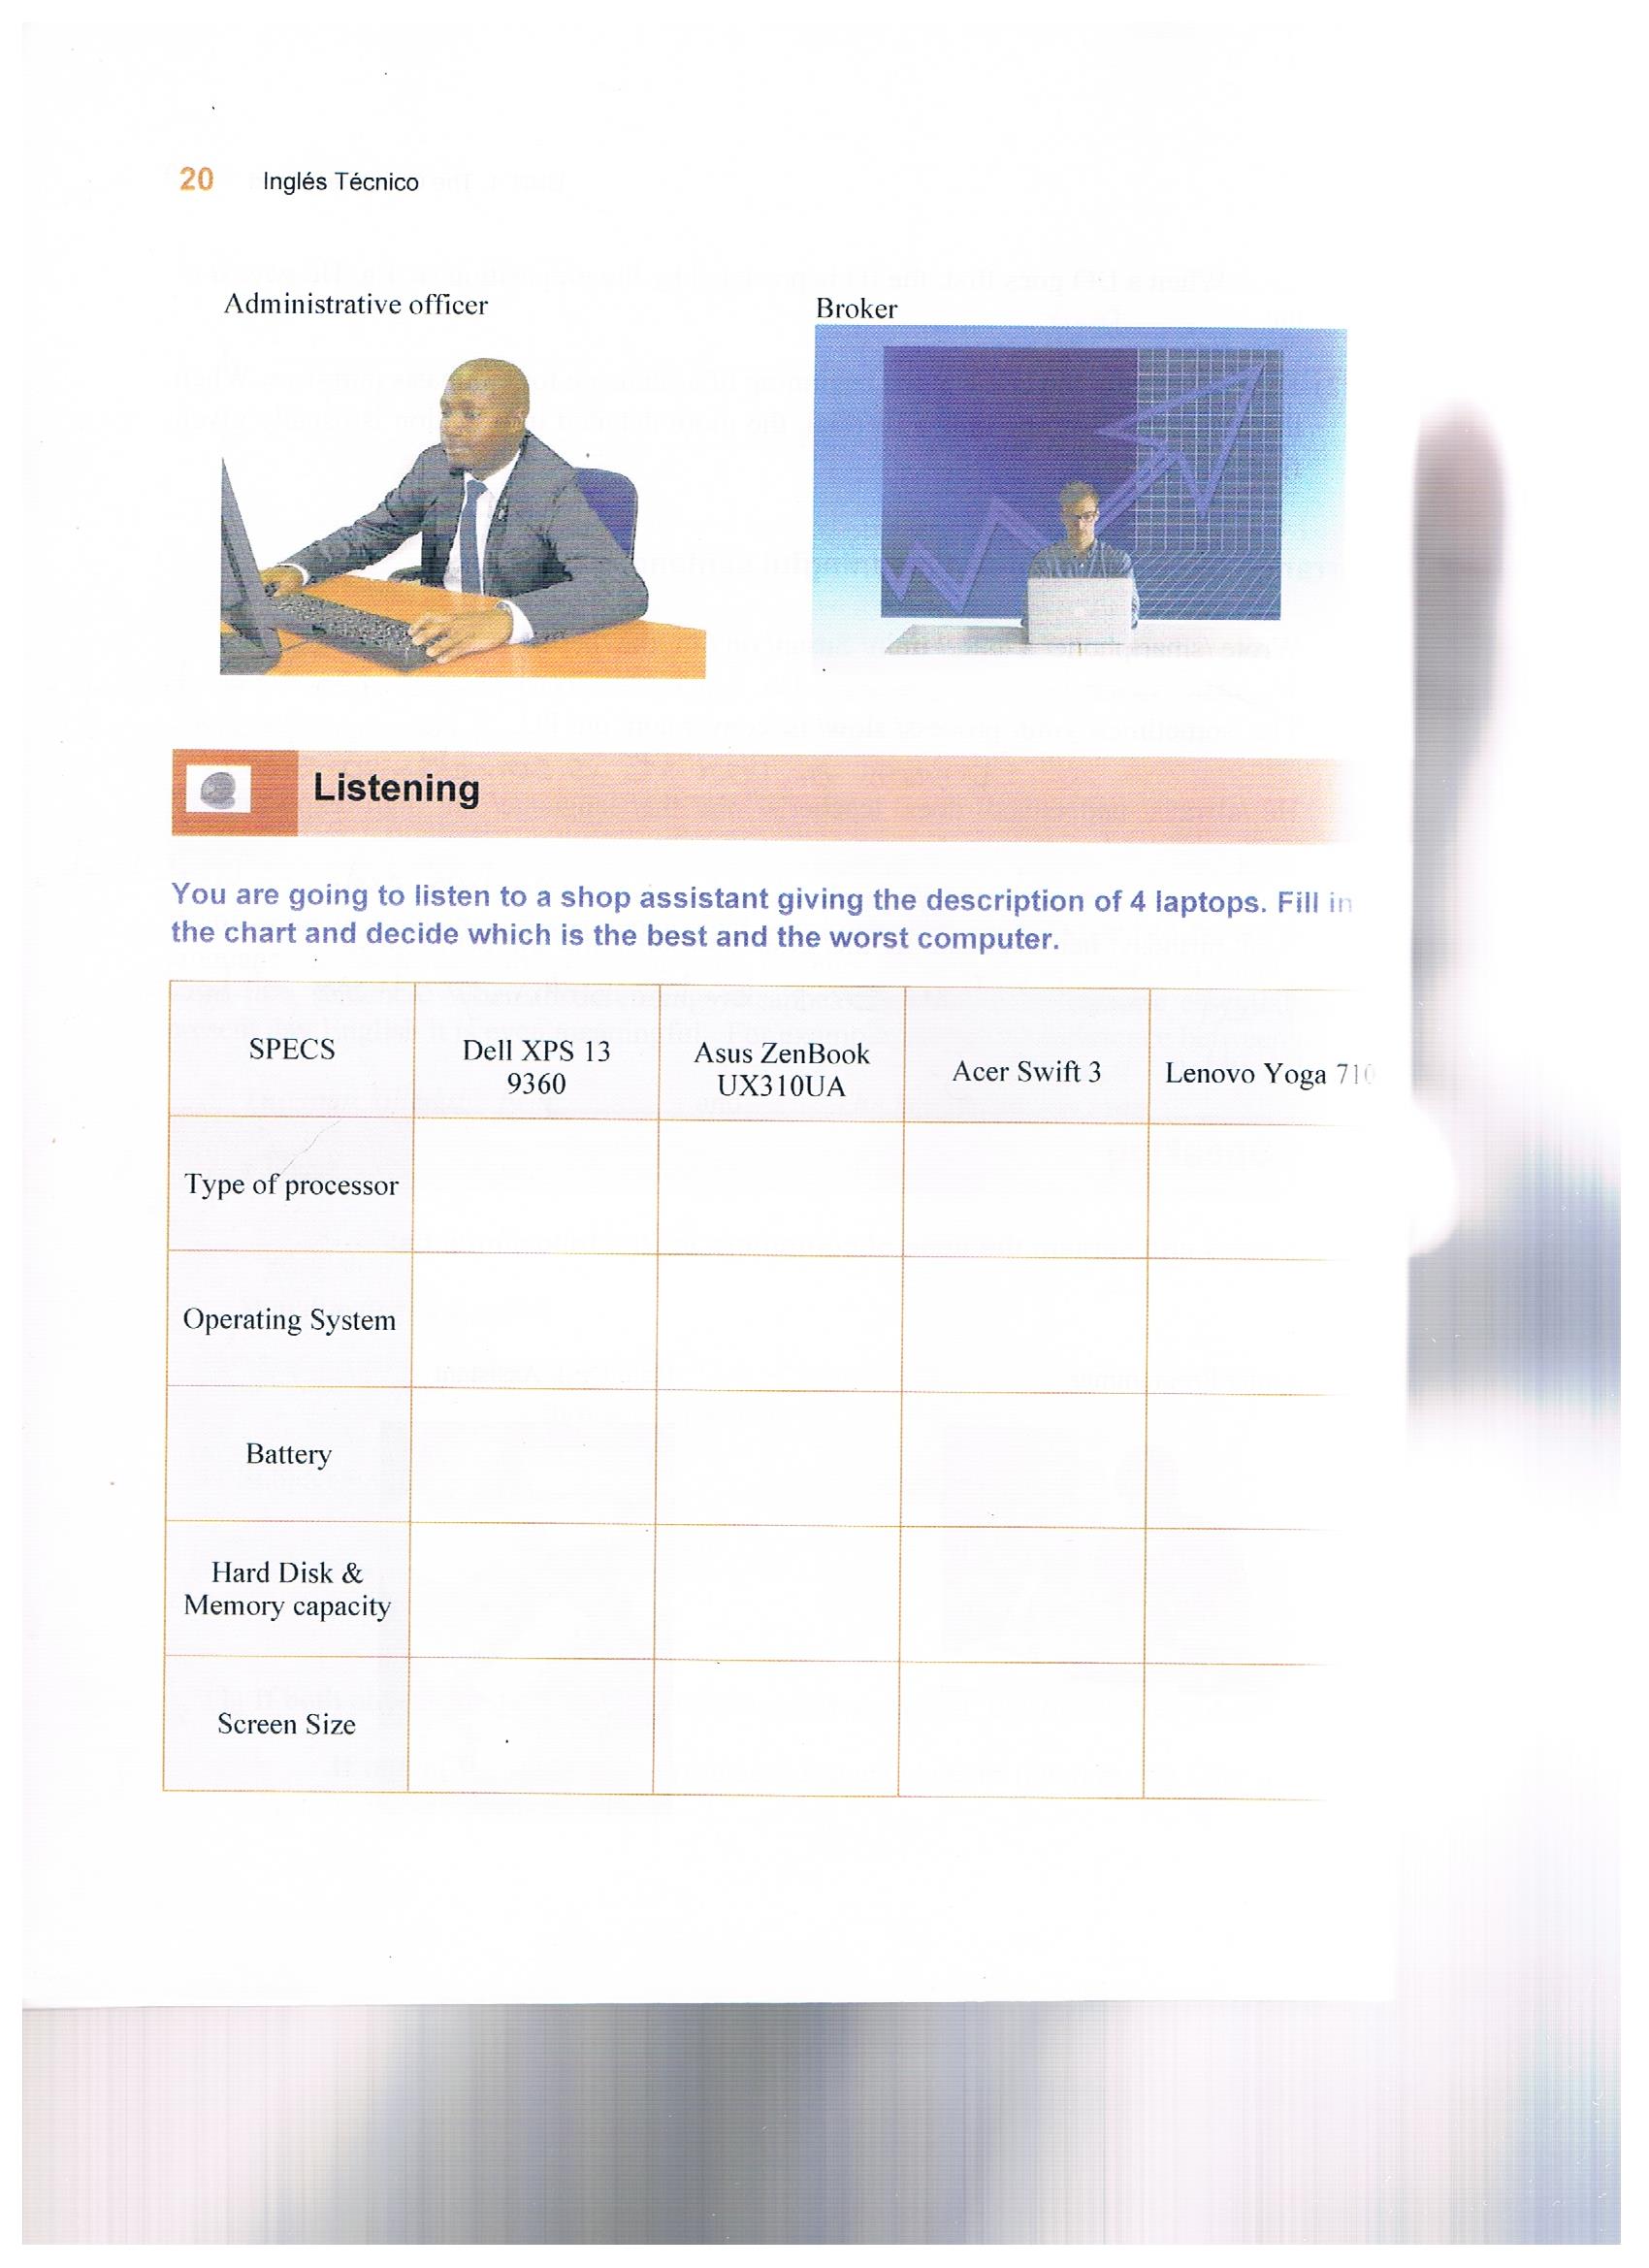 20 Inglés Técnico
Administrative officer
Broker
Listening
You are going to listen to a shop assistant giving the description of 4 laptops. Fill in
the chart and decide which is the best and the worst computer.
SPECS
Dell XPS 13
9360
Asus ZenBook
UX310UA
Acer Swift 3
Lenovo Yoga 710
Type of processor
Operating System
Battery
Hard Disk &
Memory capacity
Screen Size